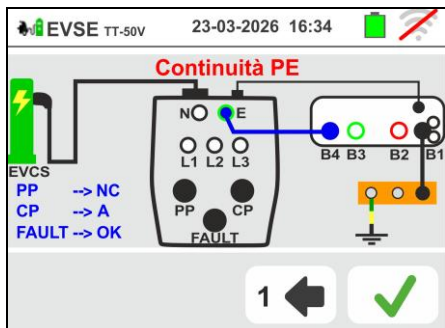 EVSE TT-50V 23-03-2026 16:34
Continuità PE
N E
L1 L2 L3
B4 B3 B2 B1
EVCS
PP --> NC
CP --> A
FAULT --> OK
PP CP
FAULT
1